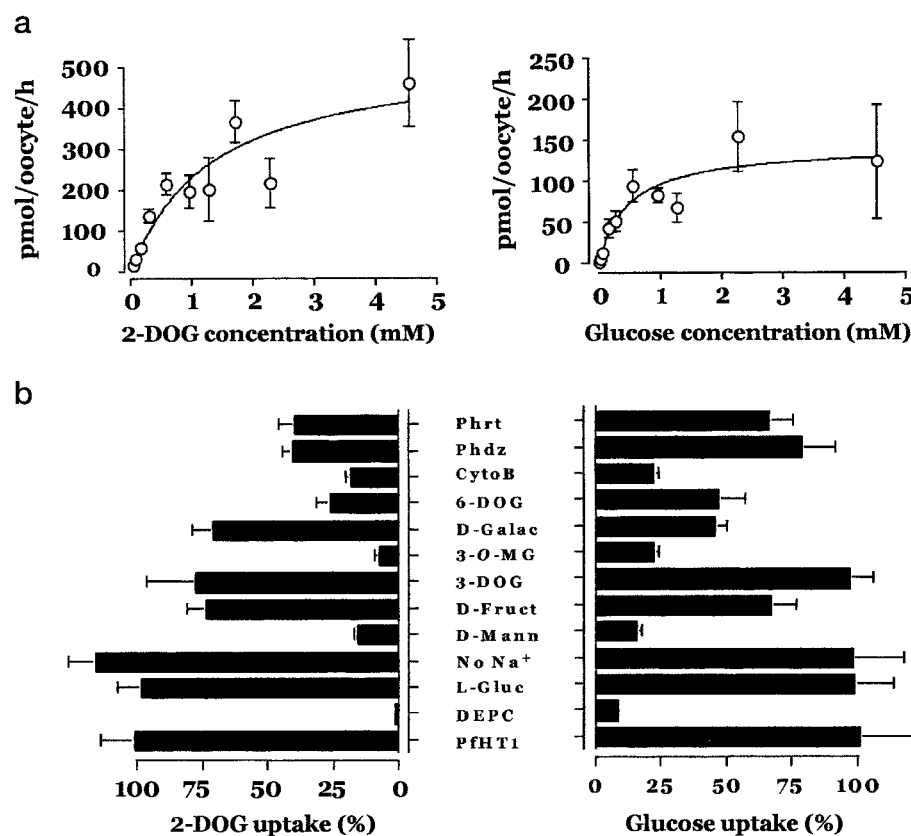 a
500
400
300
200
100
0
pmol/oocyte/h
0 1 2 3 4 5
2-DOG concentration (mM)
250
200
150
100
50
0
pmol/oocyte/h
0 1 2 3 4 5
Glucose concentration (mM)
b
Phrt
Phdz
CytoB
6-DOG
D-Galac
3-O-MG
3-DOG
D-Fruct
D-Mann
No Na+
L-Gluc
DEPC
PfHT1
100 75 50 25 0
2-DOG uptake (%)
0 25 50 75 100
Glucose uptake (%)